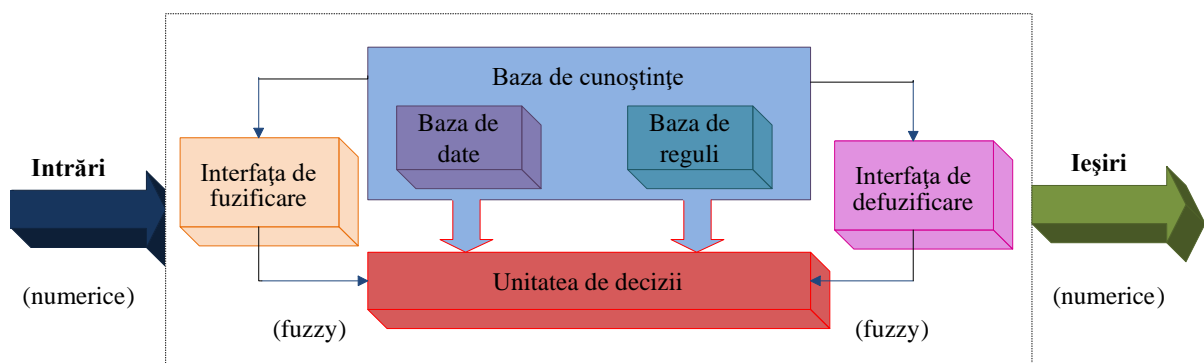 Baza de cunoştinţe
Baza de
date
Baza de
reguli
Intrări
Interfaţa de
fuzificare
Interfaţa de
defuzificare
Ieşiri
Unitatea de decizii
(numerice)
(fuzzy)
(fuzzy)
(numerice)